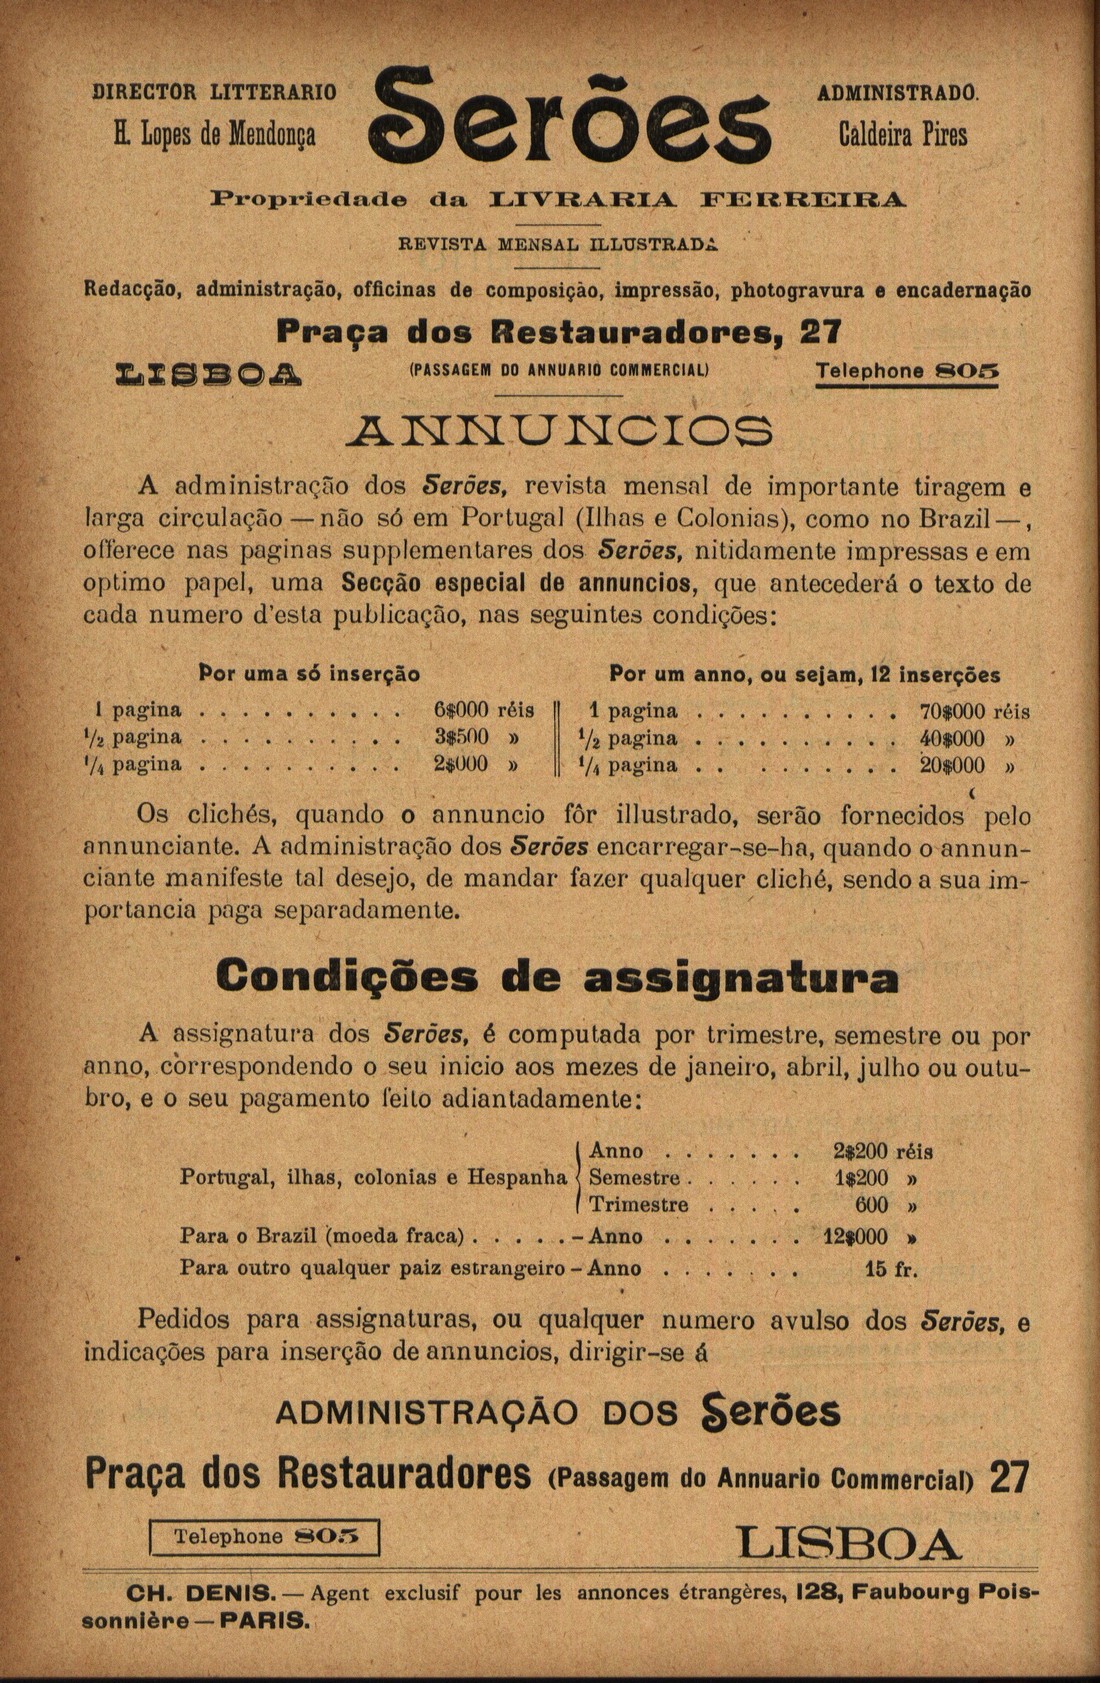 DIRECTOR LITTERARIO
H. Lopes de Mendonça
Serões
ADMINISTRADO.
Caldeira Pires
Propriedade da LIVRARIA FERREIRA
REVISTA MENSAL ILLUSTRADA
Redacção, administração, officinas de composição, impressão, photogravura e encadernação
Praça dos Restauradores, 27
LISBOA (PASSAGEM DO ANNUARIO COMMERCIAL) Telephone 805
ANNUNCIOS
A administração dos Serões, revista mensal de importante tiragem e
larga circulação — não só em Portugal (Ilhas e Colonias), como no Brazil —,
offerece nas paginas supplementares dos Serões, nitidamente impressas e em
optimo papel, uma Secção especial de annuncios, que antecederá o texto de
cada numero d'esta publicação, nas seguintes condições:
Por uma só inserção
1 pagina . . . . . . . . . . 6$000 réis
1/2 pagina . . . . . . . . . . 3$500 »
1/4 pagina . . . . . . . . . . 2$000 »
Por um anno, ou sejam, 12 inserções
1 pagina . . . . . . . . . . 70$000 réis
1/2 pagina . . . . . . . . . . 40$000 »
1/4 pagina . . . . . . . . . 20$000 »
Os clichés, quando o annuncio fôr illustrado, serão fornecidos pelo
annunciante. A administração dos Serões encarregar-se-ha, quando o annun-
ciante manifeste tal desejo, de mandar fazer qualquer cliché, sendo a sua im-
portancia paga separadamente.
Condições de assignatura
A assignatura dos Serões, é computada por trimestre, semestre ou por
anno, correspondendo o seu inicio aos mezes de janeiro, abril, julho ou outu-
bro, e o seu pagamento feito adiantadamente:
Portugal, ilhas, colonias e Hespanha
Anno . . . . . . . 2$200 réis
Semestre . . . . . . 1$200 »
Trimestre . . . . . 600 »
Para o Brazil (moeda fraca) . . . . . – Anno . . . . . . . 12$000 »
Para outro qualquer paiz estrangeiro – Anno . . . . . . . 15 fr.
Pedidos para assignaturas, ou qualquer numero avulso dos Serões, e
indicações para inserção de annuncios, dirigir-se á
ADMINISTRAÇÃO DOS Serões
Praça dos Restauradores (Passagem do Annuario Commercial) 27
Telephone 805 LISBOA
CH. DENIS. — Agent exclusif pour les annonces étrangères, 128, Faubourg Pois-
sonnière — PARIS.